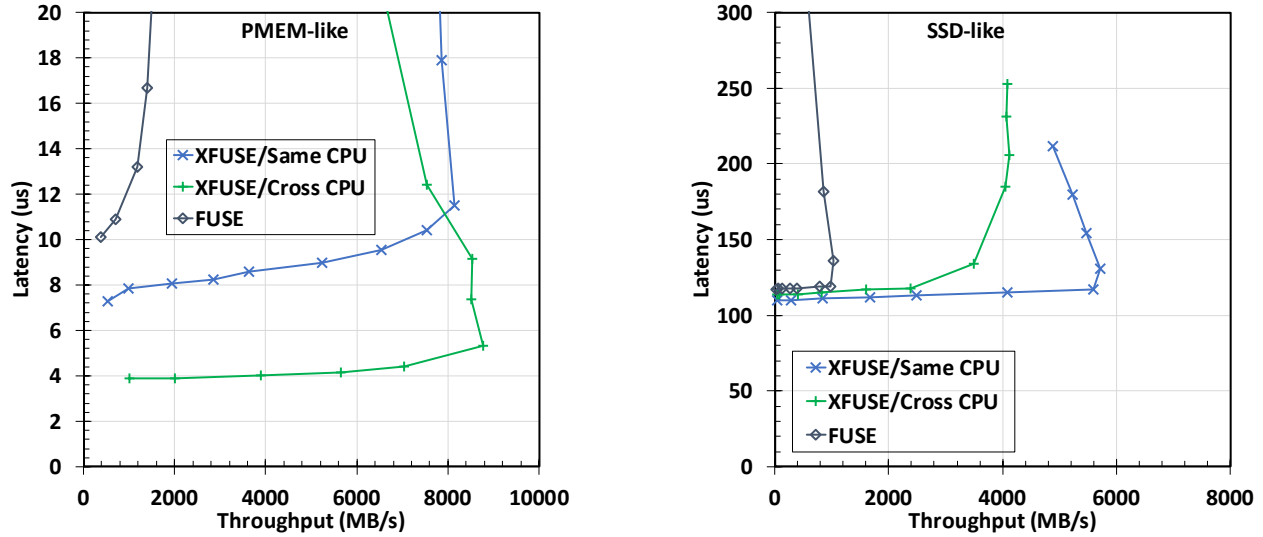 PMEM-like
20
18
16
14
12
10
8
6
4
2
0
Latency (us)
XFUSE/Same CPU
XFUSE/Cross CPU
FUSE
0 2000 4000 6000 8000 10000
Throughput (MB/s)
SSD-like
300
250
200
150
100
50
0
Latency (us)
XFUSE/Same CPU
XFUSE/Cross CPU
FUSE
0 2000 4000 6000 8000
Throughput (MB/s)